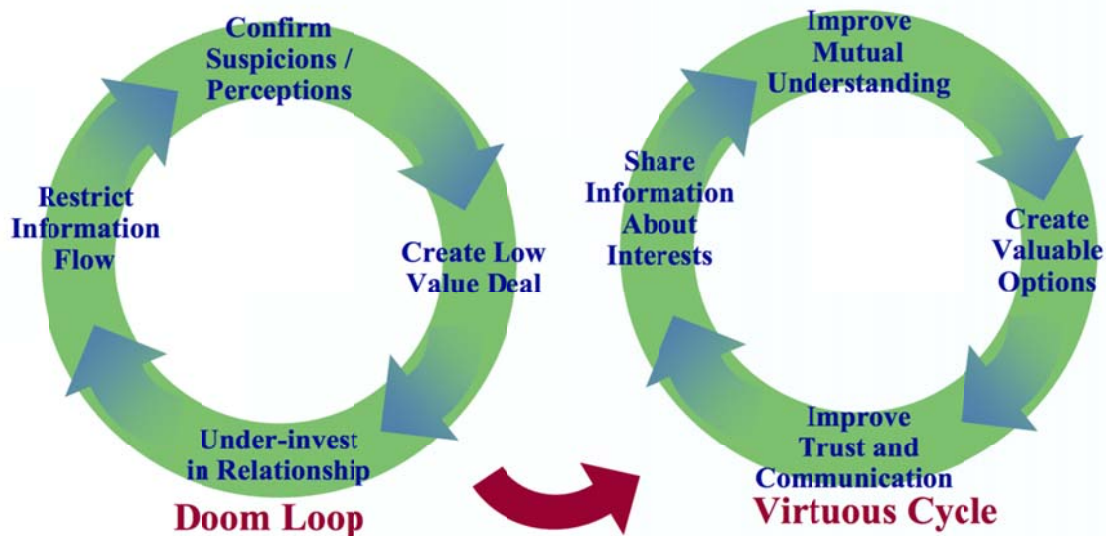 Confirm
Suspicions /
Perceptions
Restrict
Information
Flow
Create Low
Value Deal
Under-invest
in Relationship
Doom Loop
Improve
Mutual
Understanding
Share
Information
About
Interests
Create
Valuable
Options
Improve
Trust and
Communication
Virtuous Cycle